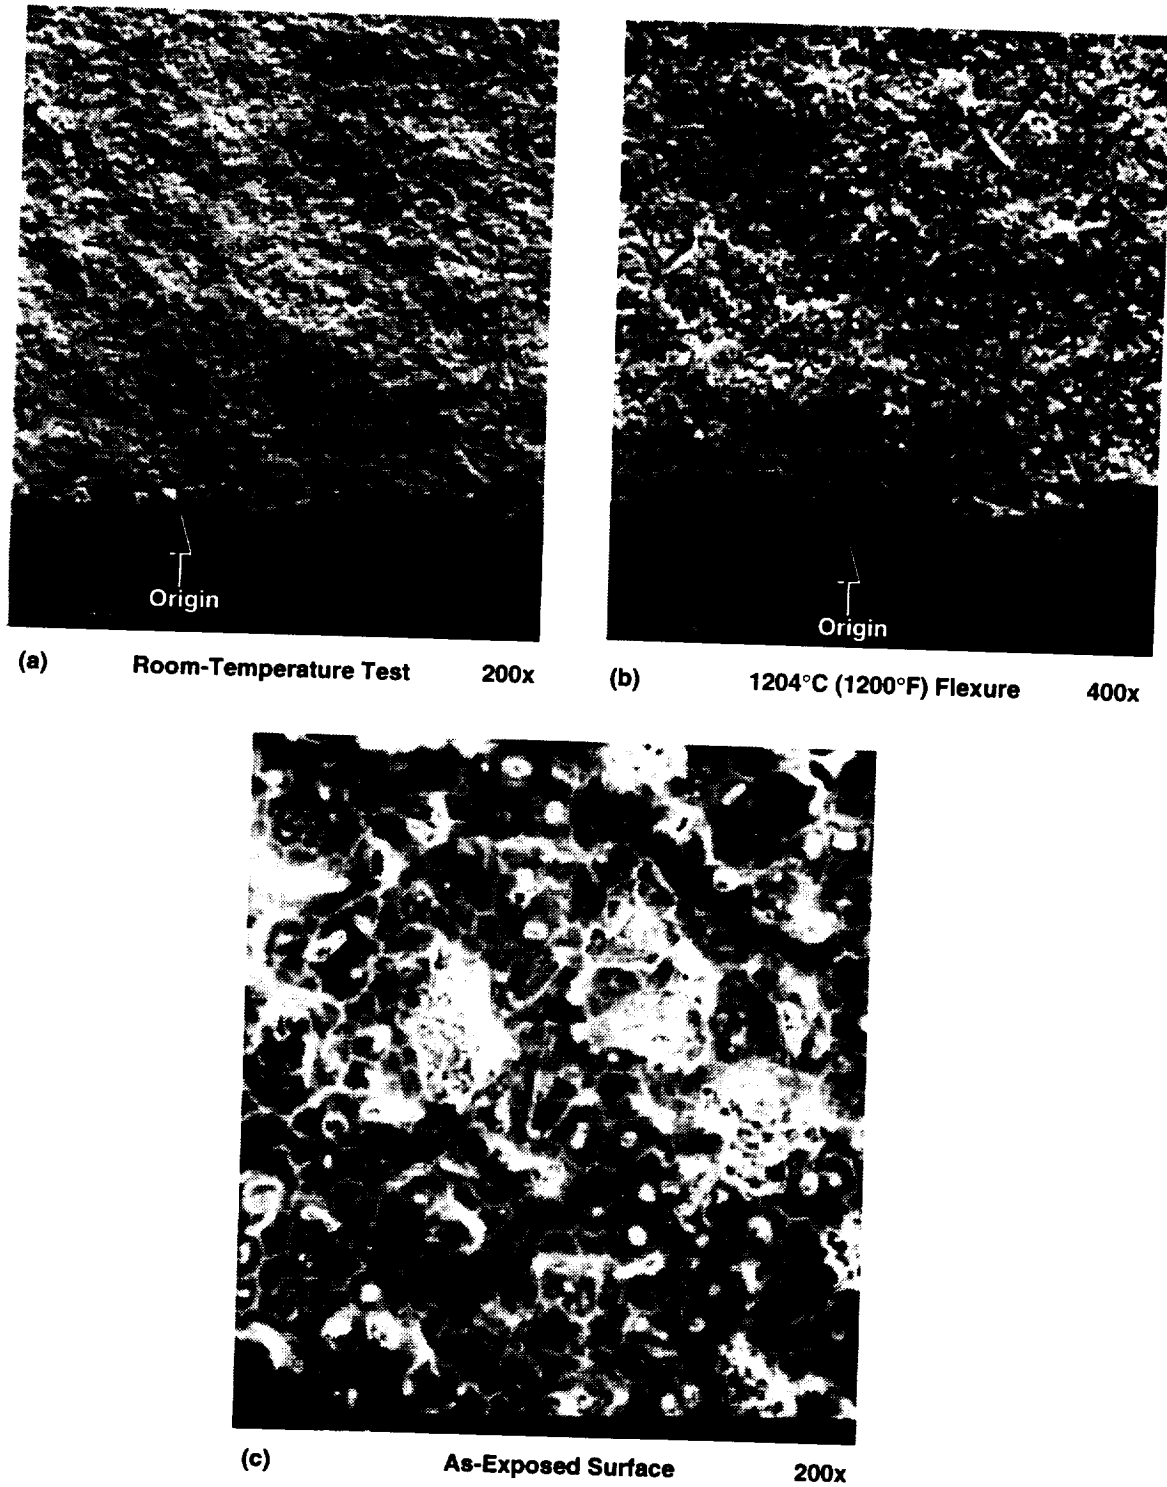 Origin
Origin
(a) Room-Temperature Test 200x
(b) 1204°C (1200°F) Flexure 400x
(c) As-Exposed Surface 200x